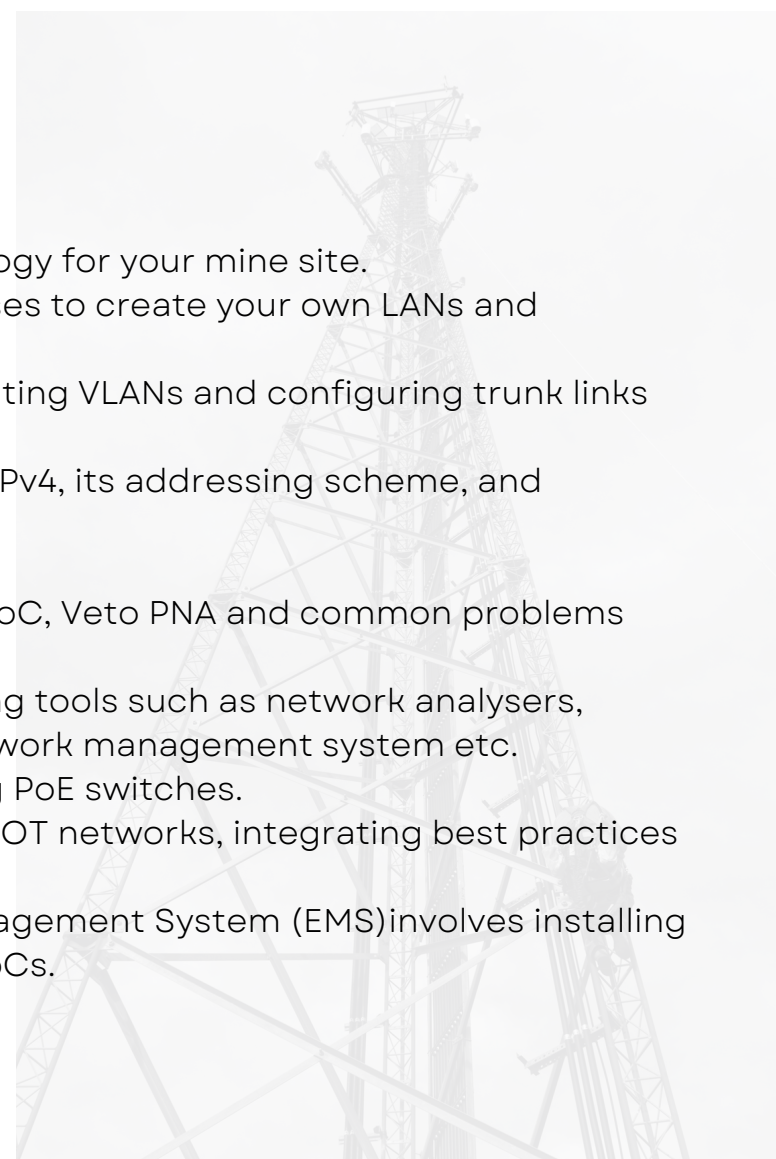 ogy for your mine site.
es to create your own LANs and
ting VLANs and configuring trunk links
Pv4, its addressing scheme, and
oC, Veto PNA and common problems
g tools such as network analysers,
work management system etc.
PoE switches.
OT networks, integrating best practices
agement System (EMS)involves installing
Cs.